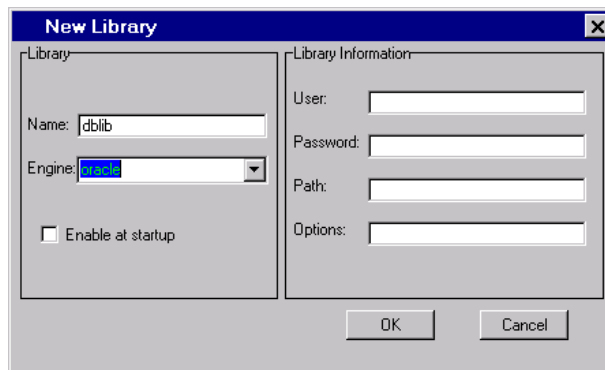 New Library
Library
Name: dblib
Engine: oracle
Enable at startup
Library Information
User:
Password:
Path:
Options:
OK Cancel